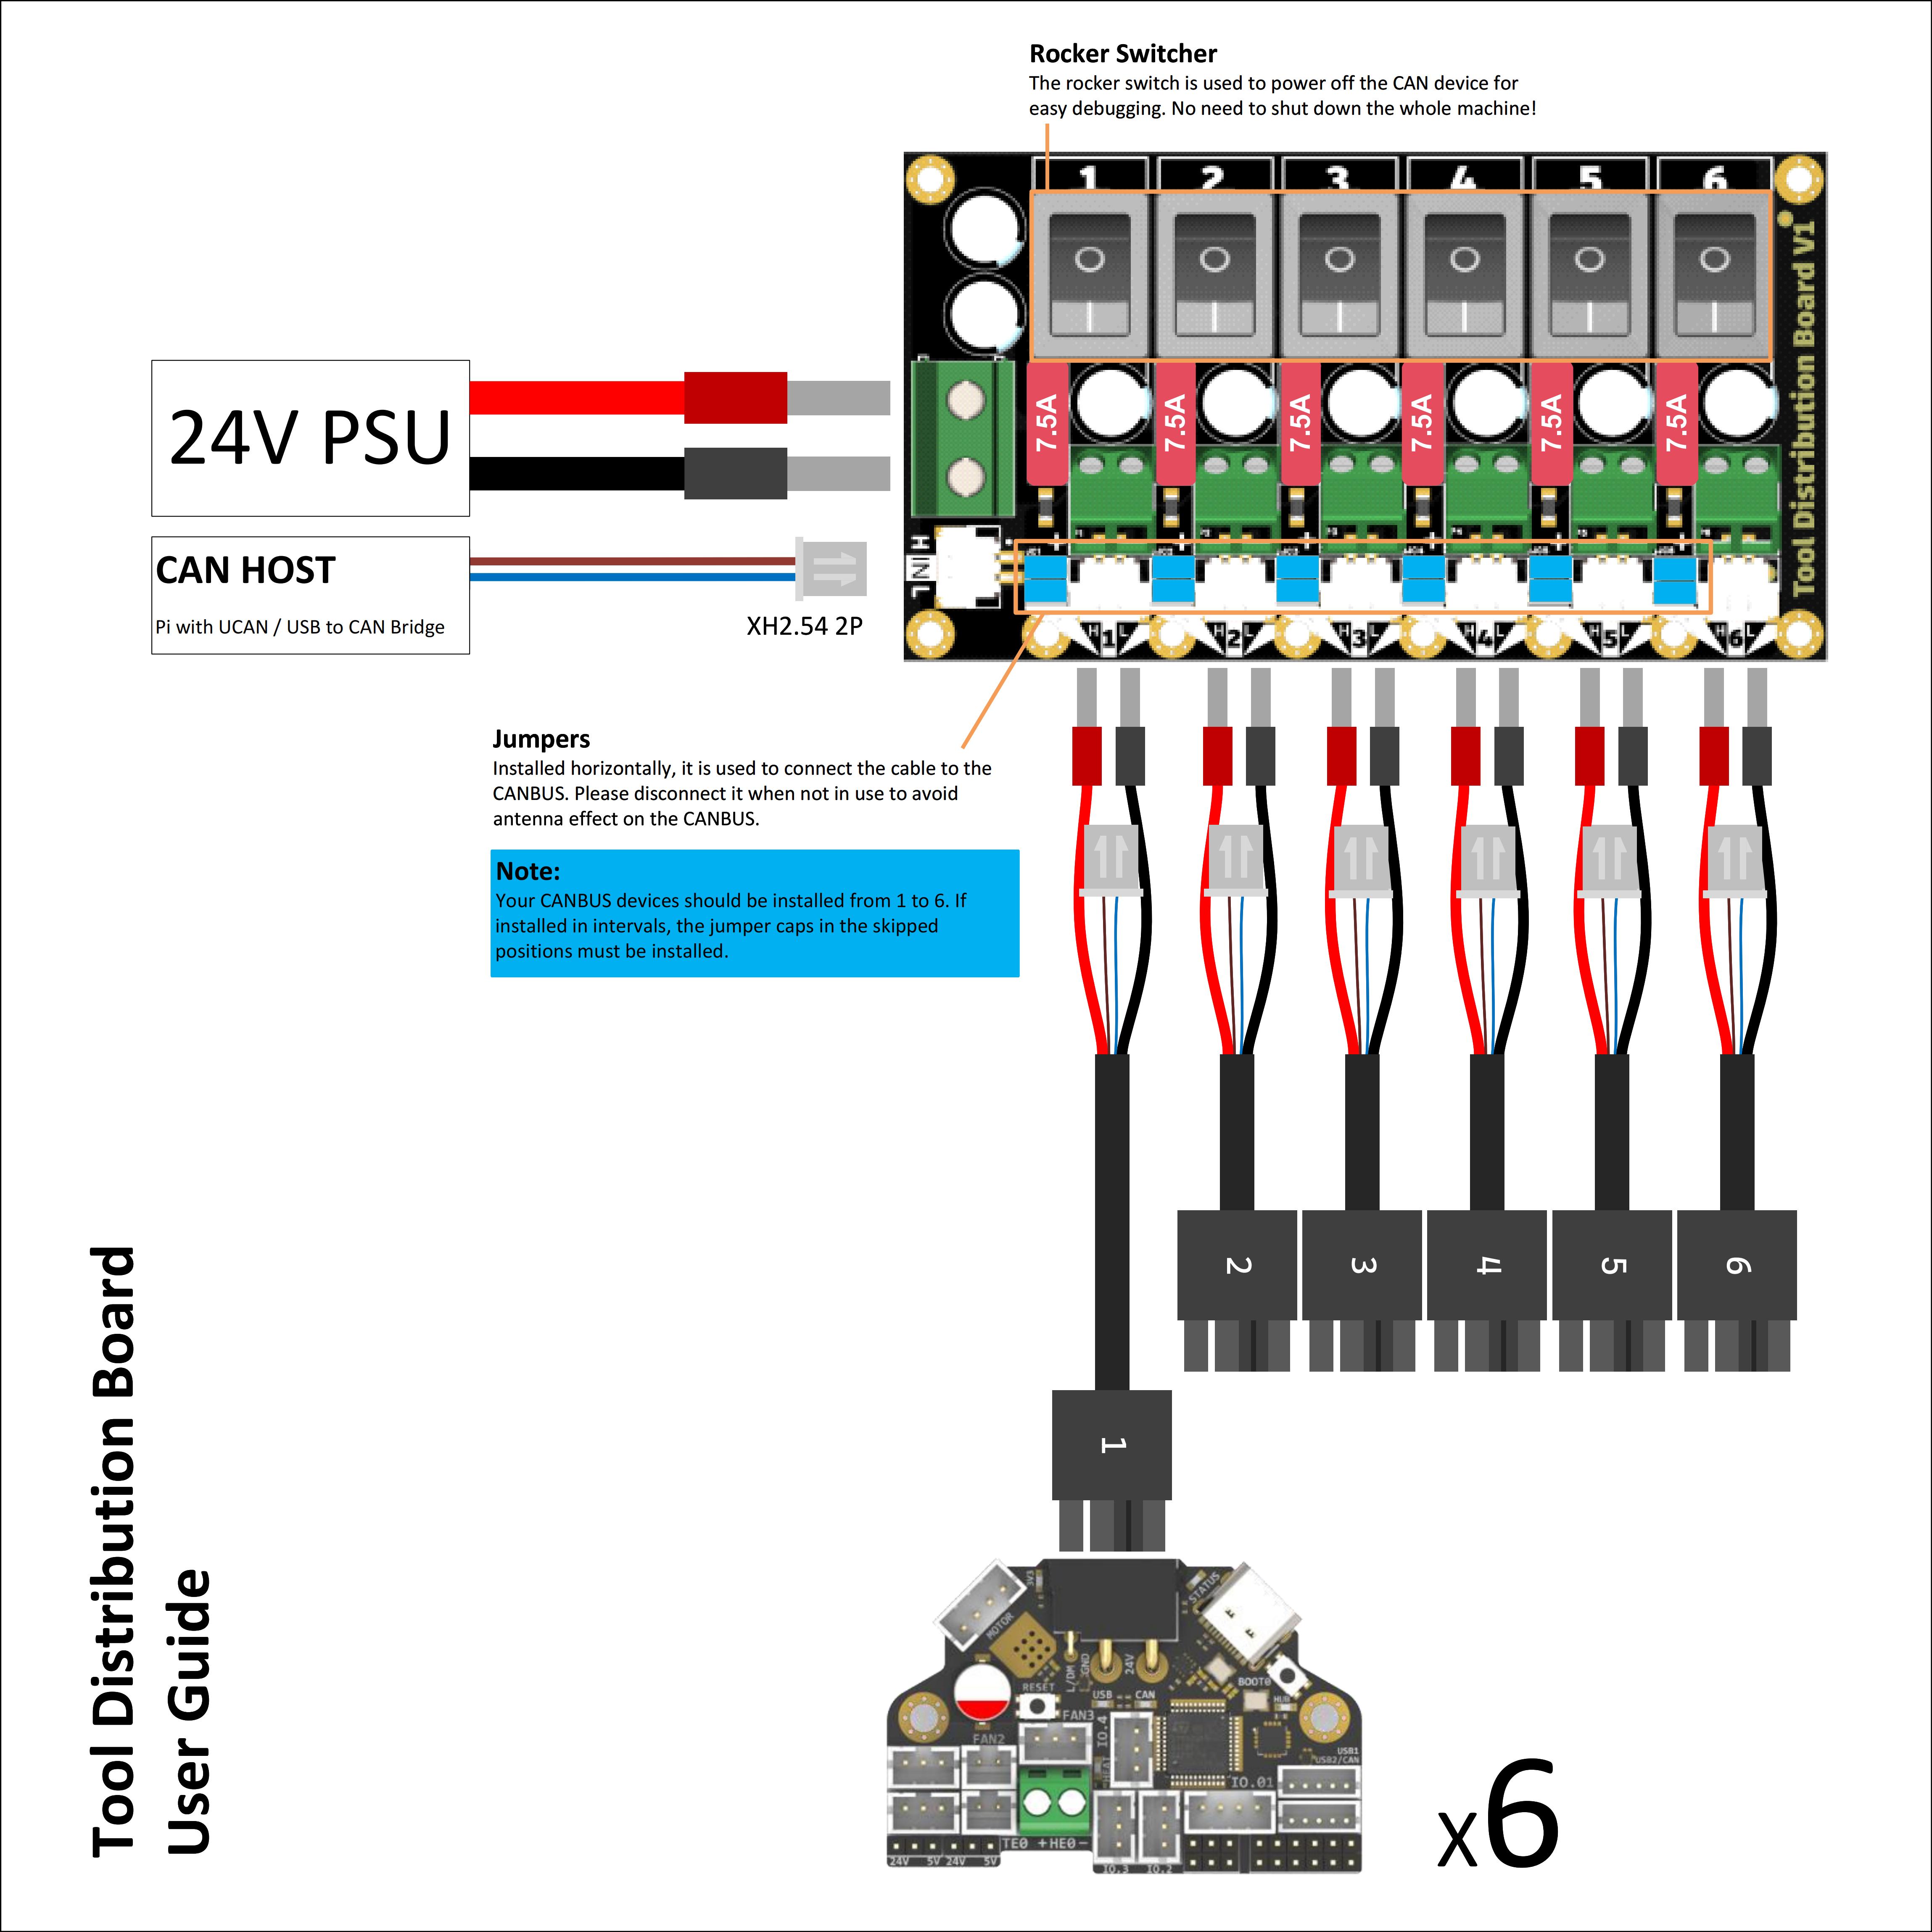 Rocker Switcher
The rocker switch is used to power off the CAN device for
easy debugging. No need to shut down the whole machine!
1 2 3 4 5 6
Tool Distribution Board V1
24V PSU
7.5A 7.5A 7.5A 7.5A 7.5A 7.5A
CAN HOST
Pi with UCAN / USB to CAN Bridge
XH2.54 2P
H IN L
H 1 L H 2 L H 3 L H 4 L H 5 L H 6 L
Jumpers
Installed horizontally, it is used to connect the cable to the
CANBUS. Please disconnect it when not in use to avoid
antenna effect on the CANBUS.
Note:
Your CANBUS devices should be installed from 1 to 6. If
installed in intervals, the jumper caps in the skipped
positions must be installed.
2 3 4 5 6
1
3V3
STATUS
MOTOR
L/DM
GND
24V
RESET
USB
CAN
BOOT0
HUB
FAN3
IO.4
FAN2
USB1
USB2/CAN
IO.01
TE0 +HE0-
24V 5V 24V 5V
IO.3 IO.2
x6
Tool Distribution Board
User Guide